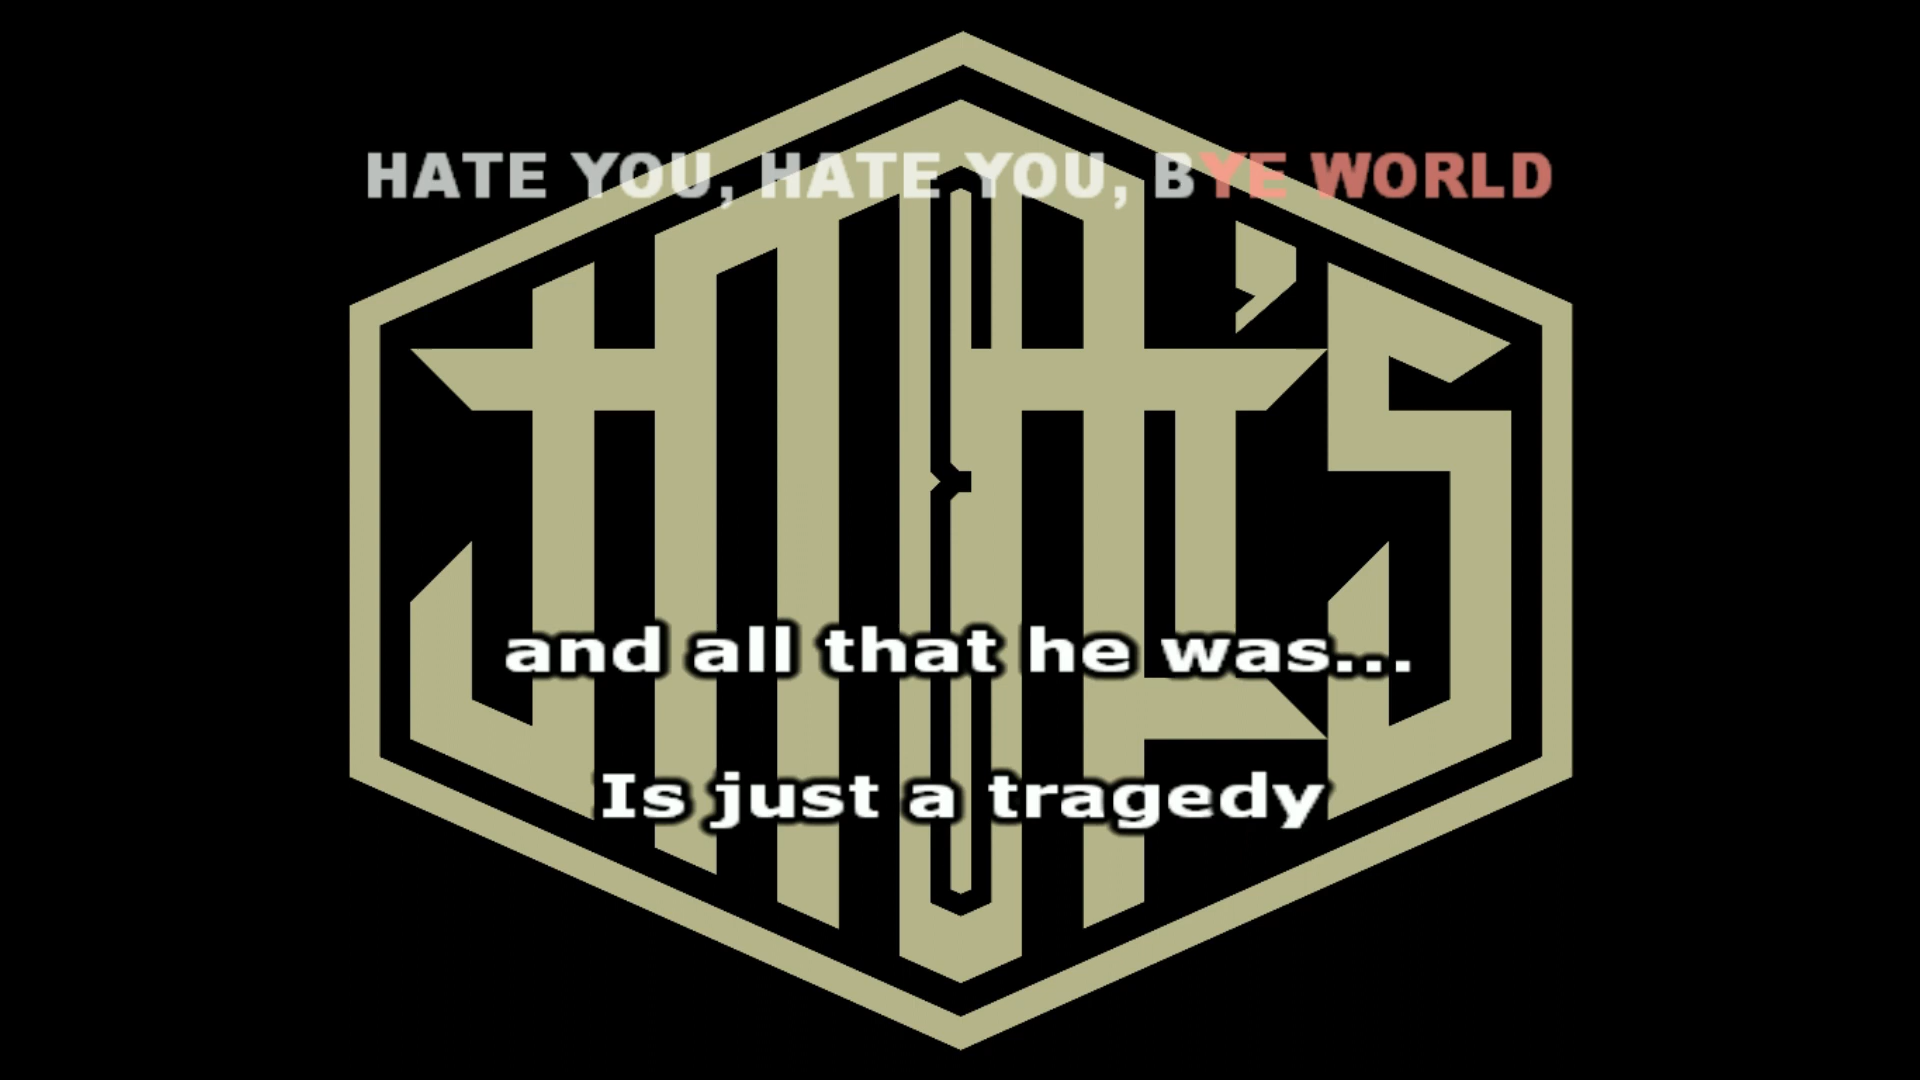 HATE YOU, HATE YOU, BYE WORLD
and all that he was...
Is just a tragedy